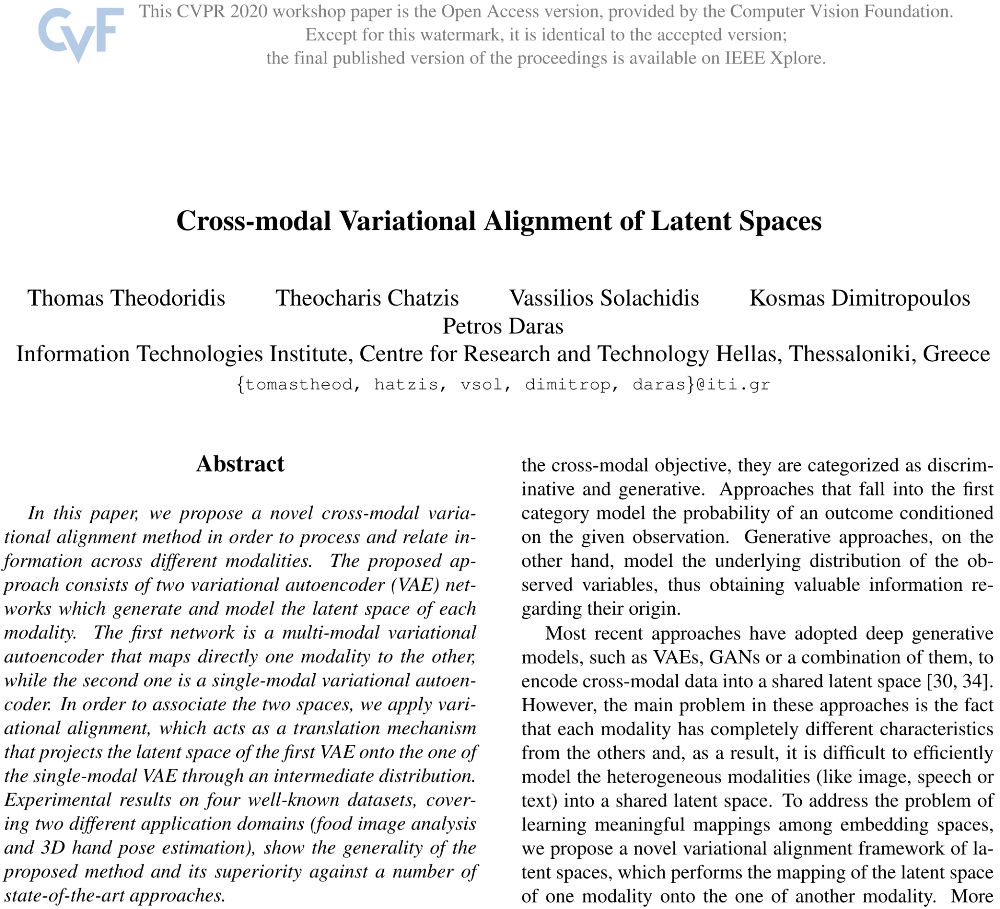 CVF
This CVPR 2020 workshop paper is the Open Access version, provided by the Computer Vision Foundation.
Except for this watermark, it is identical to the accepted version;
the final published version of the proceedings is available on IEEE Xplore.
Cross-modal Variational Alignment of Latent Spaces
Thomas Theodoridis Theocharis Chatzis Vassilios Solachidis Kosmas Dimitropoulos
Petros Daras
Information Technologies Institute, Centre for Research and Technology Hellas, Thessaloniki, Greece
{tomastheod, hatzis, vsol, dimitrop, daras}@iti.gr
Abstract
In this paper, we propose a novel cross-modal varia-
tional alignment method in order to process and relate in-
formation across different modalities. The proposed ap-
proach consists of two variational autoencoder (VAE) net-
works which generate and model the latent space of each
modality. The first network is a multi-modal variational
autoencoder that maps directly one modality to the other,
while the second one is a single-modal variational autoen-
coder. In order to associate the two spaces, we apply vari-
ational alignment, which acts as a translation mechanism
that projects the latent space of the first VAE onto the one of
the single-modal VAE through an intermediate distribution.
Experimental results on four well-known datasets, cover-
ing two different application domains (food image analysis
and 3D hand pose estimation), show the generality of the
proposed method and its superiority against a number of
state-of-the-art approaches.
the cross-modal objective, they are categorized as discrim-
inative and generative. Approaches that fall into the first
category model the probability of an outcome conditioned
on the given observation. Generative approaches, on the
other hand, model the underlying distribution of the ob-
served variables, thus obtaining valuable information re-
garding their origin.
Most recent approaches have adopted deep generative
models, such as VAEs, GANs or a combination of them, to
encode cross-modal data into a shared latent space [30, 34].
However, the main problem in these approaches is the fact
that each modality has completely different characteristics
from the others and, as a result, it is difficult to efficiently
model the heterogeneous modalities (like image, speech or
text) into a shared latent space. To address the problem of
learning meaningful mappings among embedding spaces,
we propose a novel variational alignment framework of la-
tent spaces, which performs the mapping of the latent space
of one modality onto the one of another modality. More